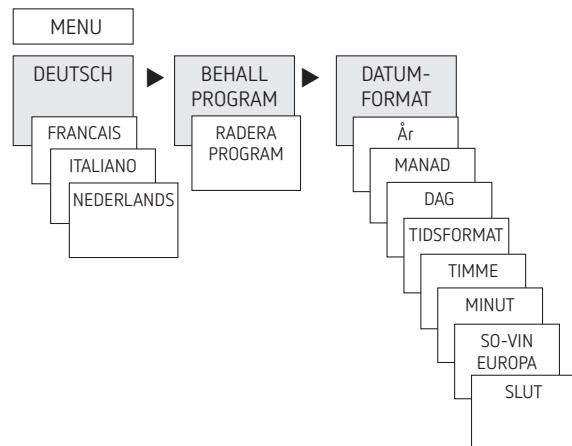 MENU
DEUTSCH
FRANCAIS
ITALIANO
NEDERLANDS
BEHALL
PROGRAM
RADERA
PROGRAM
DATUM-
FORMAT
År
MANAD
DAG
TIDSFORMAT
TIMME
MINUT
SO-VIN
EUROPA
SLUT